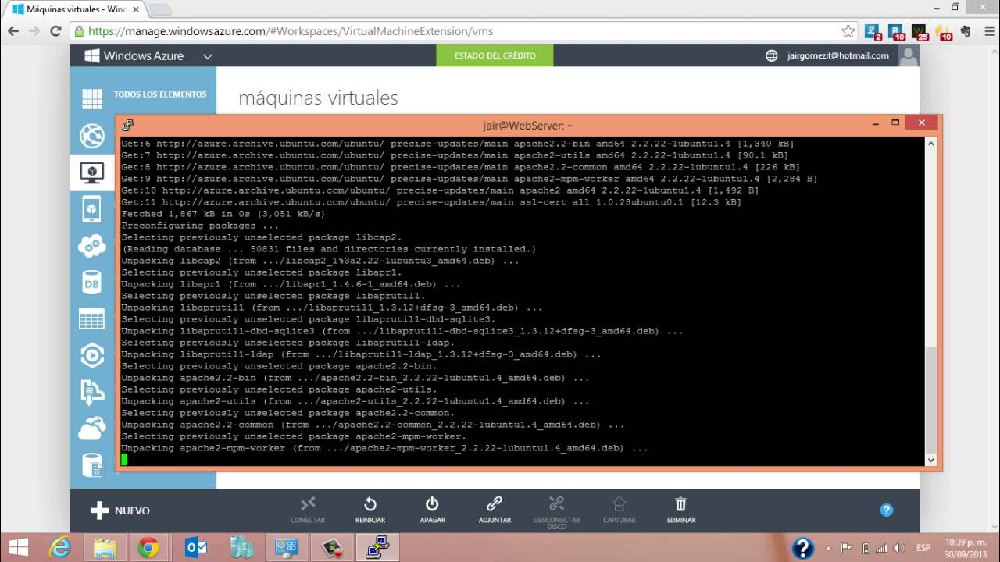 Máquinas virtuales - Wind
https://manage.windowsazure.com/#Workspaces/VirtualMachineExtension/vms
2 10 25 10
Windows Azure
ESTADO DEL CRÉDITO
jairgomezit@hotmail.com
TODOS LOS ELEMENTOS
máquinas virtuales
jair@WebServer: ~
Get:6 http://azure.archive.ubuntu.com/ubuntu/ precise-updates/main apache2.2-bin amd64 2.2.22-1ubuntu1.4 [1,340 kB]
Get:7 http://azure.archive.ubuntu.com/ubuntu/ precise-updates/main apache2-utils amd64 2.2.22-1ubuntu1.4 [90.1 kB]
Get:8 http://azure.archive.ubuntu.com/ubuntu/ precise-updates/main apache2.2-common amd64 2.2.22-1ubuntu1.4 [226 kB]
Get:9 http://azure.archive.ubuntu.com/ubuntu/ precise-updates/main apache2-mpm-worker amd64 2.2.22-1ubuntu1.4 [2,284 B]
Get:10 http://azure.archive.ubuntu.com/ubuntu/ precise-updates/main apache2 amd64 2.2.22-1ubuntu1.4 [1,492 B]
Get:11 http://azure.archive.ubuntu.com/ubuntu/ precise-updates/main ssl-cert all 1.0.28ubuntu0.1 [12.3 kB]
Fetched 1,867 kB in 0s (3,051 kB/s)
Preconfiguring packages ...
Selecting previously unselected package libcap2.
(Reading database ... 50831 files and directories currently installed.)
Unpacking libcap2 (from .../libcap2_1%3a2.22-1ubuntu3_amd64.deb) ...
Selecting previously unselected package libapr1.
Unpacking libapr1 (from .../libapr1_1.4.6-1_amd64.deb) ...
Selecting previously unselected package libaprutil1.
Unpacking libaprutil1 (from .../libaprutil1_1.3.12+dfsg-3_amd64.deb) ...
Selecting previously unselected package libaprutil1-dbd-sqlite3.
Unpacking libaprutil1-dbd-sqlite3 (from .../libaprutil1-dbd-sqlite3_1.3.12+dfsg-3_amd64.deb) ...
Selecting previously unselected package libaprutil1-ldap.
Unpacking libaprutil1-ldap (from .../libaprutil1-ldap_1.3.12+dfsg-3_amd64.deb) ...
Selecting previously unselected package apache2.2-bin.
Unpacking apache2.2-bin (from .../apache2.2-bin_2.2.22-1ubuntu1.4_amd64.deb) ...
Selecting previously unselected package apache2-utils.
Unpacking apache2-utils (from .../apache2-utils_2.2.22-1ubuntu1.4_amd64.deb) ...
Selecting previously unselected package apache2.2-common.
Unpacking apache2.2-common (from .../apache2.2-common_2.2.22-1ubuntu1.4_amd64.deb) ...
Selecting previously unselected package apache2-mpm-worker.
Unpacking apache2-mpm-worker (from .../apache2-mpm-worker_2.2.22-1ubuntu1.4_amd64.deb) ...
DB
NUEVO
CONECTAR
REINICIAR
APAGAR
ADJUNTAR
DESCONECTAR
DISCO
CAPTURAR
ELIMINAR
ESP
10:39 p. m.
30/09/2013